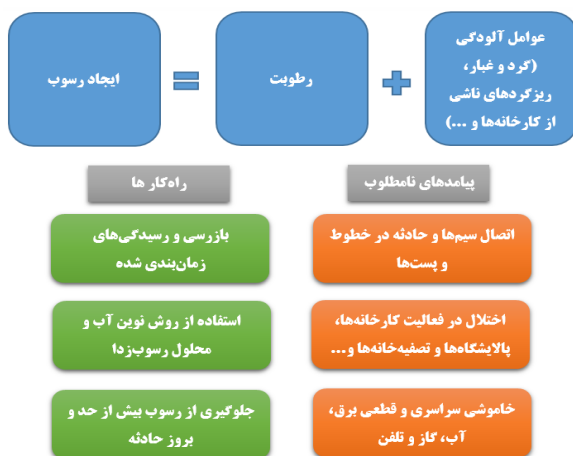 عوامل آلودگی
(گرد و غبار،
ریزگردهای ناشی
از کارخانه‌ها و ...)
+
رطوبت
=
ایجاد رسوب
پیامدهای نامطلوب
اتصال سیم‌ها و حادثه در خطوط
و پست‌ها
اختلال در فعالیت کارخانه‌ها،
پالایشگاه‌ها و تصفیه‌خانه‌ها و...
خاموشی سراسری و قطعی برق،
آب، گاز و تلفن
راه‌کار ها
بازرسی و رسیدگی‌های
زمان‌بندی شده
استفاده از روش نوین آب و
محلول رسوب‌زدا
جلوگیری از رسوب بیش از حد و
بروز حادثه